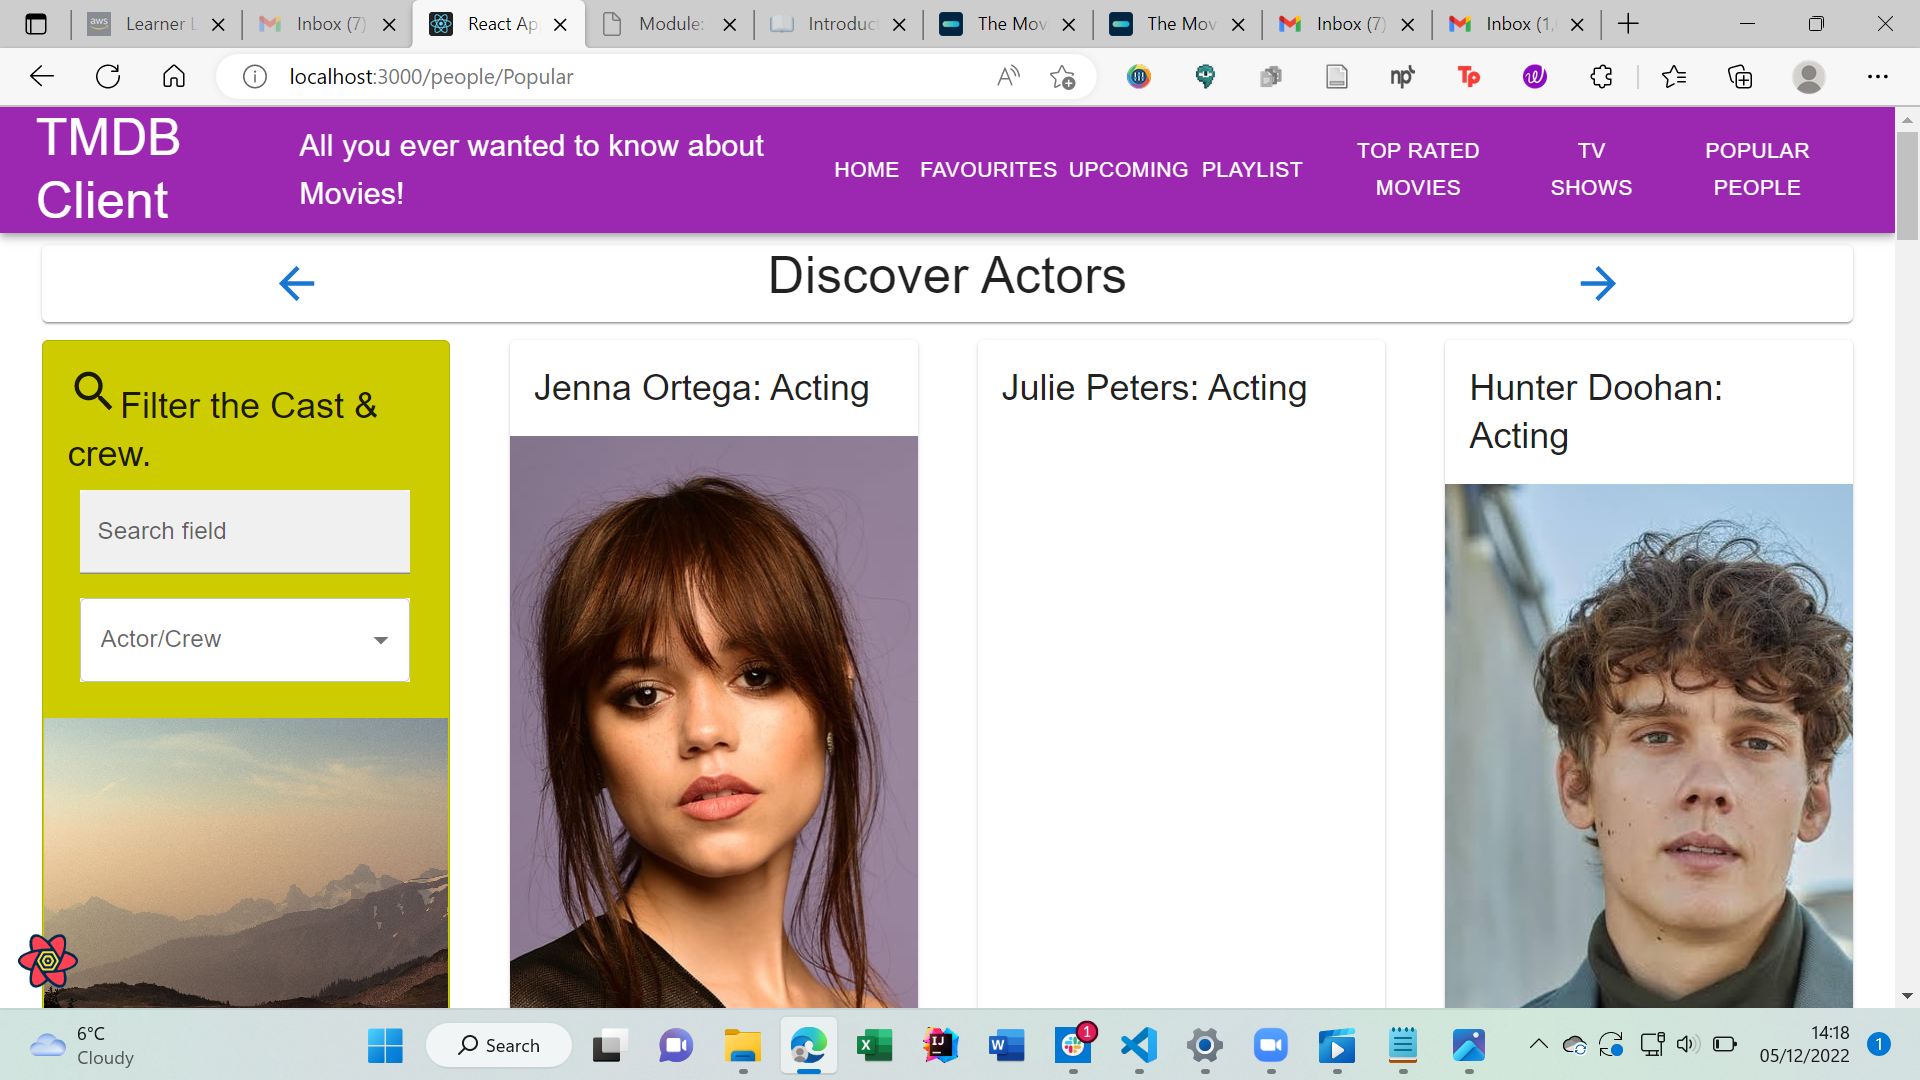 aws Learner L
Inbox (7)
React Ap
Module:
Introduc
The Mov
The Mov
Inbox (7)
Inbox (1,
localhost:3000/people/Popular
TMDB
Client
All you ever wanted to know about
Movies!
HOME
FAVOURITES
UPCOMING
PLAYLIST
TOP RATED
MOVIES
TV
SHOWS
POPULAR
PEOPLE
Discover Actors
Filter the Cast &
crew.
Search field
Actor/Crew
Jenna Ortega: Acting
Julie Peters: Acting
Hunter Doohan:
Acting
6°C
Cloudy
Search
1
14:18
05/12/2022
1